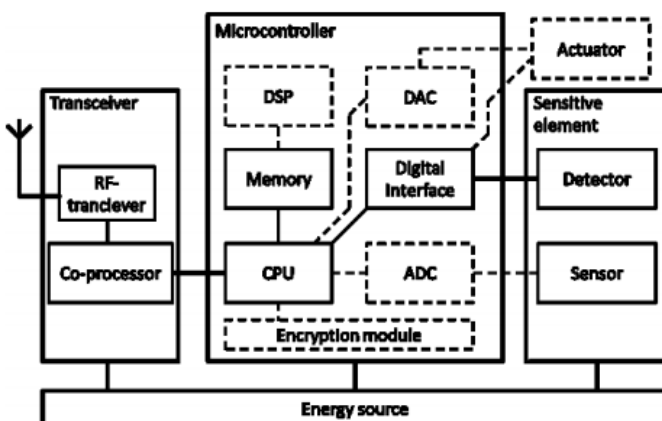 Microcontroller
Actuator
Transceiver
DSP
DAC
Sensitive
element
RF-
tranciever
Memory
Digital
Interface
Detector
Co-processor
CPU
ADC
Sensor
Encryption module
Energy source